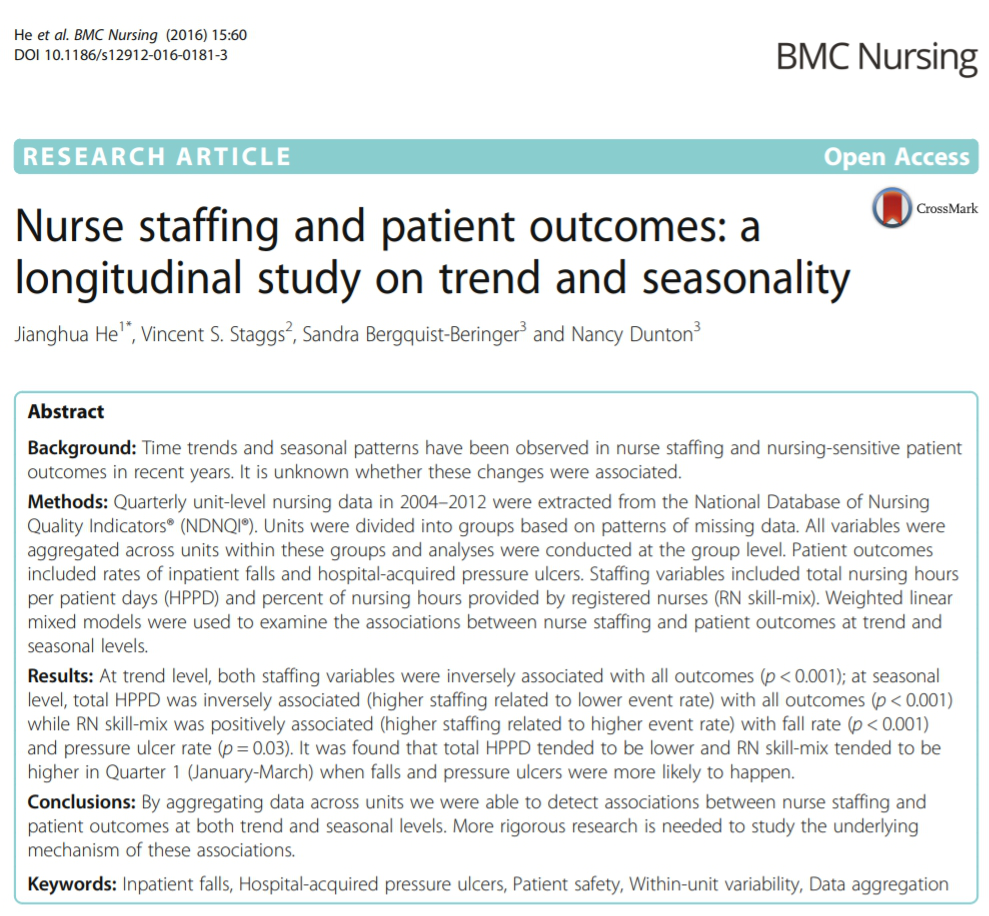 He et al. BMC Nursing (2016) 15:60
DOI 10.1186/s12912-016-0181-3
BMC Nursing
RESEARCH ARTICLE
Open Access
CrossMark
Nurse staffing and patient outcomes: a
longitudinal study on trend and seasonality
Jianghua He1*, Vincent S. Staggs2, Sandra Bergquist-Beringer3 and Nancy Dunton3
Abstract
Background: Time trends and seasonal patterns have been observed in nurse staffing and nursing-sensitive patient
outcomes in recent years. It is unknown whether these changes were associated.
Methods: Quarterly unit-level nursing data in 2004–2012 were extracted from the National Database of Nursing
Quality Indicators® (NDNQI®). Units were divided into groups based on patterns of missing data. All variables were
aggregated across units within these groups and analyses were conducted at the group level. Patient outcomes
included rates of inpatient falls and hospital-acquired pressure ulcers. Staffing variables included total nursing hours
per patient days (HPPD) and percent of nursing hours provided by registered nurses (RN skill-mix). Weighted linear
mixed models were used to examine the associations between nurse staffing and patient outcomes at trend and
seasonal levels.
Results: At trend level, both staffing variables were inversely associated with all outcomes (p < 0.001); at seasonal
level, total HPPD was inversely associated (higher staffing related to lower event rate) with all outcomes (p < 0.001)
while RN skill-mix was positively associated (higher staffing related to higher event rate) with fall rate (p < 0.001)
and pressure ulcer rate (p = 0.03). It was found that total HPPD tended to be lower and RN skill-mix tended to be
higher in Quarter 1 (January-March) when falls and pressure ulcers were more likely to happen.
Conclusions: By aggregating data across units we were able to detect associations between nurse staffing and
patient outcomes at both trend and seasonal levels. More rigorous research is needed to study the underlying
mechanism of these associations.
Keywords: Inpatient falls, Hospital-acquired pressure ulcers, Patient safety, Within-unit variability, Data aggregation